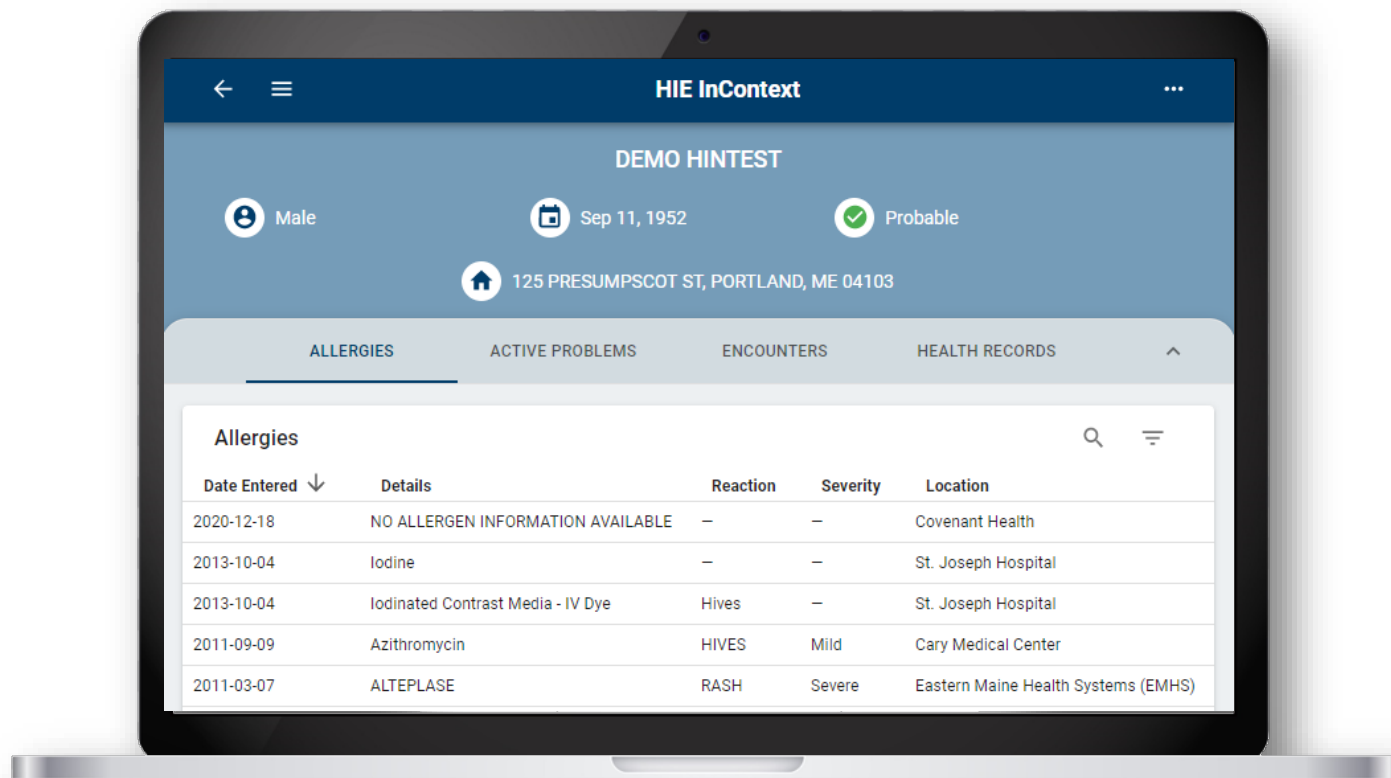 HIE InContext
DEMO HINTEST
Male Sep 11, 1952 Probable
125 PRESUMPSCOT ST, PORTLAND, ME 04103
ALLERGIES ACTIVE PROBLEMS ENCOUNTERS HEALTH RECORDS
Allergies
Date Entered Details Reaction Severity Location
2020-12-18 NO ALLERGEN INFORMATION AVAILABLE – – Covenant Health
2013-10-04 Iodine – – St. Joseph Hospital
2013-10-04 Iodinated Contrast Media - IV Dye Hives – St. Joseph Hospital
2011-09-09 Azithromycin HIVES Mild Cary Medical Center
2011-03-07 ALTEPLASE RASH Severe Eastern Maine Health Systems (EMHS)